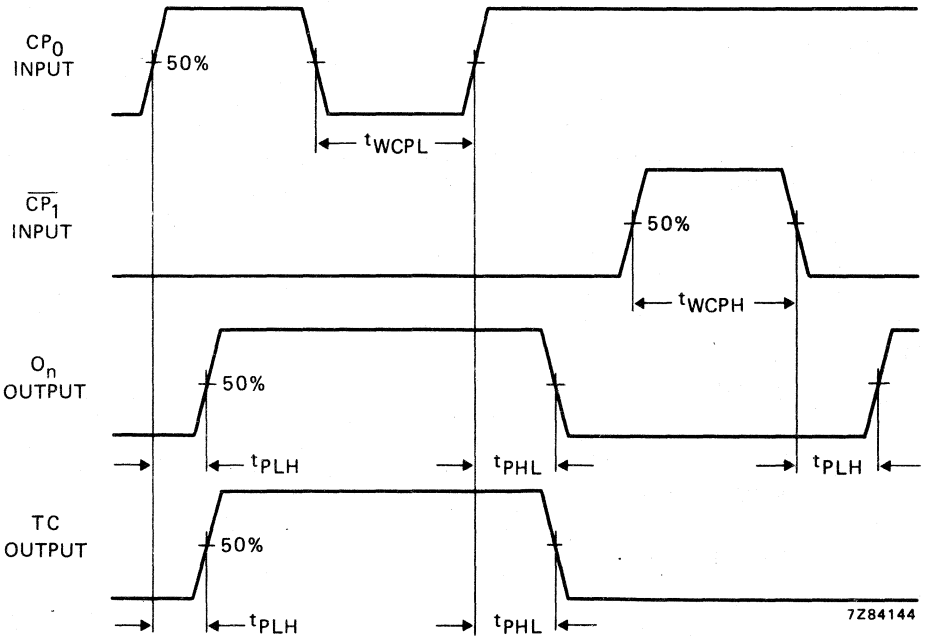 CP0
INPUT
50%
tWCPL
CP1
INPUT
50%
tWCPH
On
OUTPUT
50%
tPLH
tPHL
tPLH
TC
OUTPUT
50%
7Z84144
tPLH
tPHL